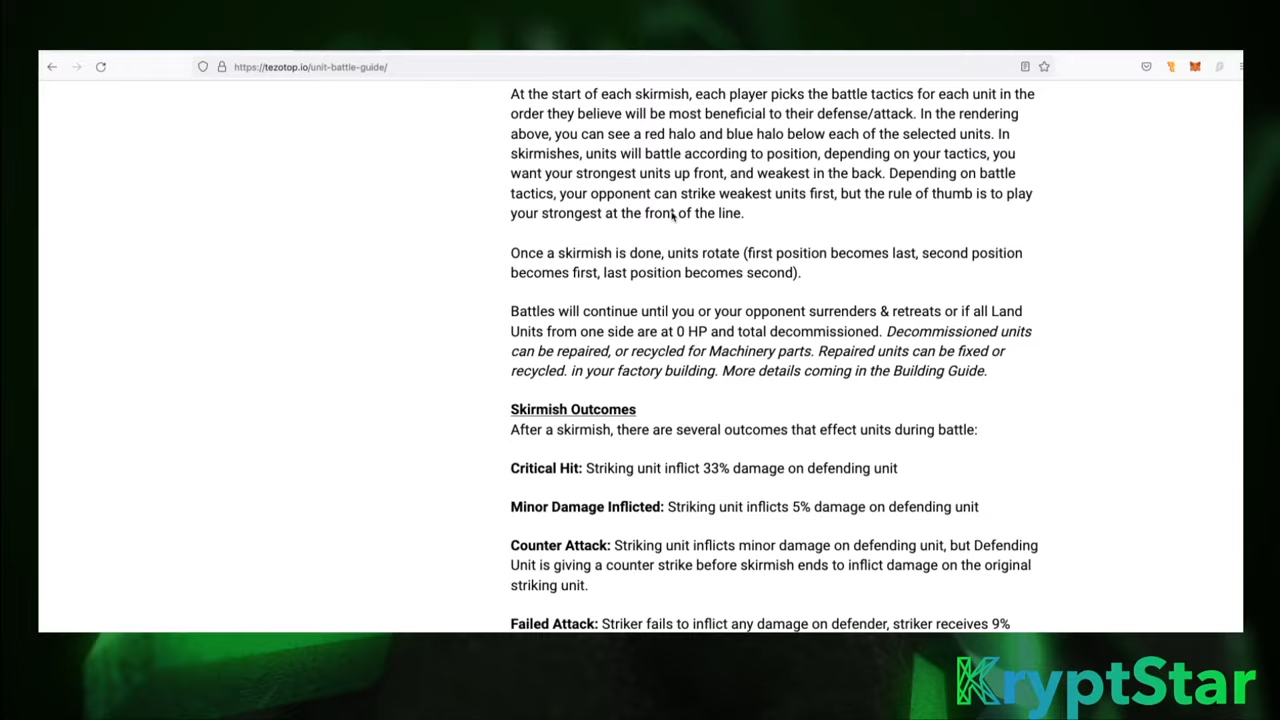 https://tezotop.io/unit-battle-guide/
At the start of each skirmish, each player picks the battle tactics for each unit in the
order they believe will be most beneficial to their defense/attack. In the rendering
above, you can see a red halo and blue halo below each of the selected units. In
skirmishes, units will battle according to position, depending on your tactics, you
want your strongest units up front, and weakest in the back. Depending on battle
tactics, your opponent can strike weakest units first, but the rule of thumb is to play
your strongest at the front of the line.
Once a skirmish is done, units rotate (first position becomes last, second position
becomes first, last position becomes second).
Battles will continue until you or your opponent surrenders & retreats or if all Land
Units from one side are at 0 HP and total decommissioned. Decommissioned units
can be repaired, or recycled for Machinery parts. Repaired units can be fixed or
recycled. in your factory building. More details coming in the Building Guide.
Skirmish Outcomes
After a skirmish, there are several outcomes that effect units during battle:
Critical Hit: Striking unit inflict 33% damage on defending unit
Minor Damage Inflicted: Striking unit inflicts 5% damage on defending unit
Counter Attack: Striking unit inflicts minor damage on defending unit, but Defending
Unit is giving a counter strike before skirmish ends to inflict damage on the original
striking unit.
Failed Attack: Striker fails to inflict any damage on defender, striker receives 9%
KryptStar